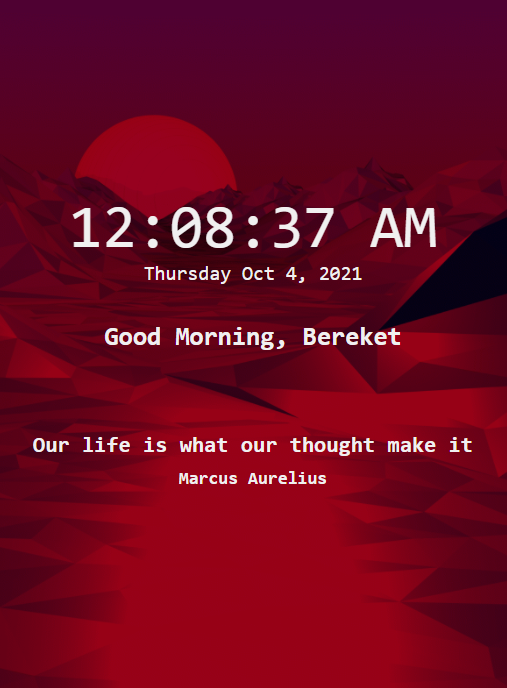 12:08:37 AM
Thursday Oct 4, 2021
Good Morning, Bereket
Our life is what our thought make it
Marcus Aurelius